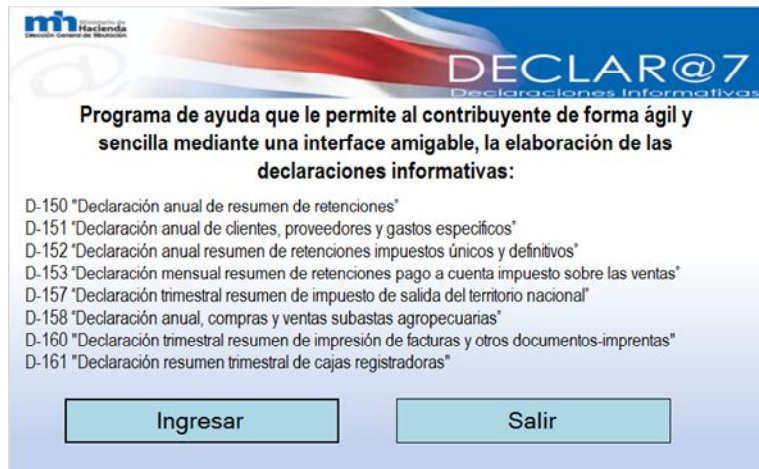 Ministerio de
Hacienda
Dirección General de Tributación
DECLAR@7
Declaraciones Informativas
Programa de ayuda que le permite al contribuyente de forma ágil y
sencilla mediante una interface amigable, la elaboración de las
declaraciones informativas:
D-150 "Declaración anual de resumen de retenciones"
D-151 "Declaración anual de clientes, proveedores y gastos específicos"
D-152 "Declaración anual resumen de retenciones impuestos únicos y definitivos"
D-153 "Declaración mensual resumen de retenciones pago a cuenta impuesto sobre las ventas"
D-157 "Declaración trimestral resumen de impuesto de salida del territorio nacional"
D-158 "Declaración anual, compras y ventas subastas agropecuarias"
D-160 "Declaración trimestral resumen de impresión de facturas y otros documentos-imprentas"
D-161 "Declaración resumen trimestral de cajas registradoras"
Ingresar
Salir